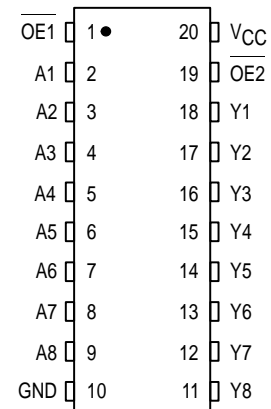 OE1 1 20 VCC
A1 2 19 OE2
A2 3 18 Y1
A3 4 17 Y2
A4 5 16 Y3
A5 6 15 Y4
A6 7 14 Y5
A7 8 13 Y6
A8 9 12 Y7
GND 10 11 Y8